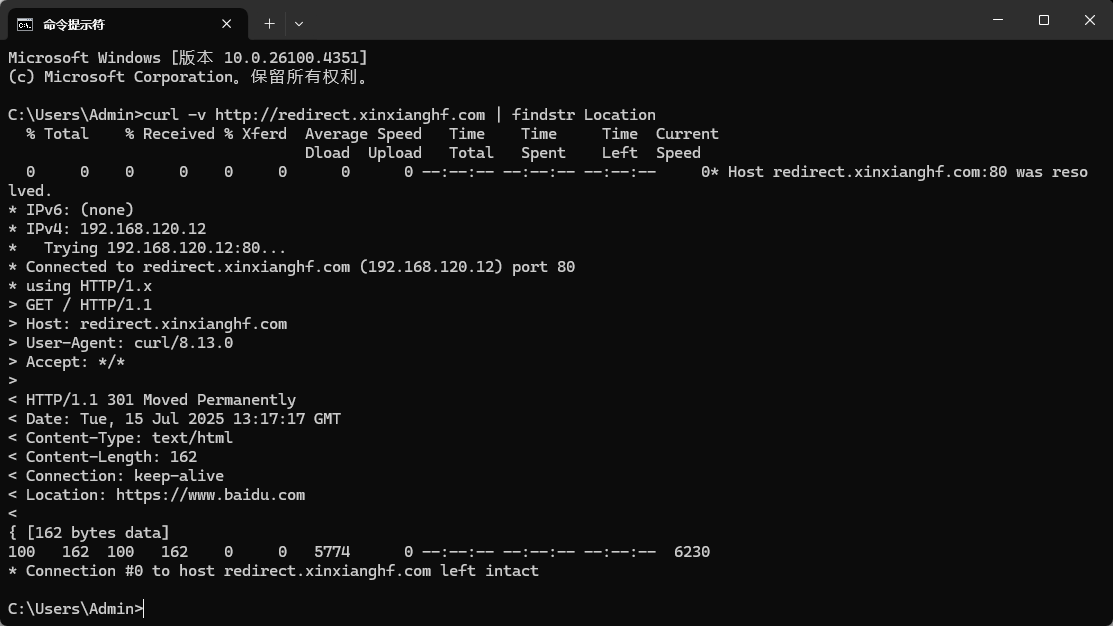 命令提示符
Microsoft Windows [版本 10.0.26100.4351]
(c) Microsoft Corporation。保留所有权利。
C:\Users\Admin>curl -v http://redirect.xinxianghf.com | findstr Location
  % Total    % Received % Xferd  Average Speed   Time    Time     Time  Current
                                 Dload  Upload   Total   Spent    Left  Speed
  0     0    0     0    0     0      0      0 --:--:-- --:--:-- --:--:--     0* Host redirect.xinxianghf.com:80 was reso
lved.
* IPv6: (none)
* IPv4: 192.168.120.12
*   Trying 192.168.120.12:80...
* Connected to redirect.xinxianghf.com (192.168.120.12) port 80
* using HTTP/1.x
> GET / HTTP/1.1
> Host: redirect.xinxianghf.com
> User-Agent: curl/8.13.0
> Accept: */*
>
< HTTP/1.1 301 Moved Permanently
< Date: Tue, 15 Jul 2025 13:17:17 GMT
< Content-Type: text/html
< Content-Length: 162
< Connection: keep-alive
< Location: https://www.baidu.com
<
{ [162 bytes data]
100   162  100   162    0     0   5774      0 --:--:-- --:--:-- --:--:--  6230
* Connection #0 to host redirect.xinxianghf.com left intact
C:\Users\Admin>